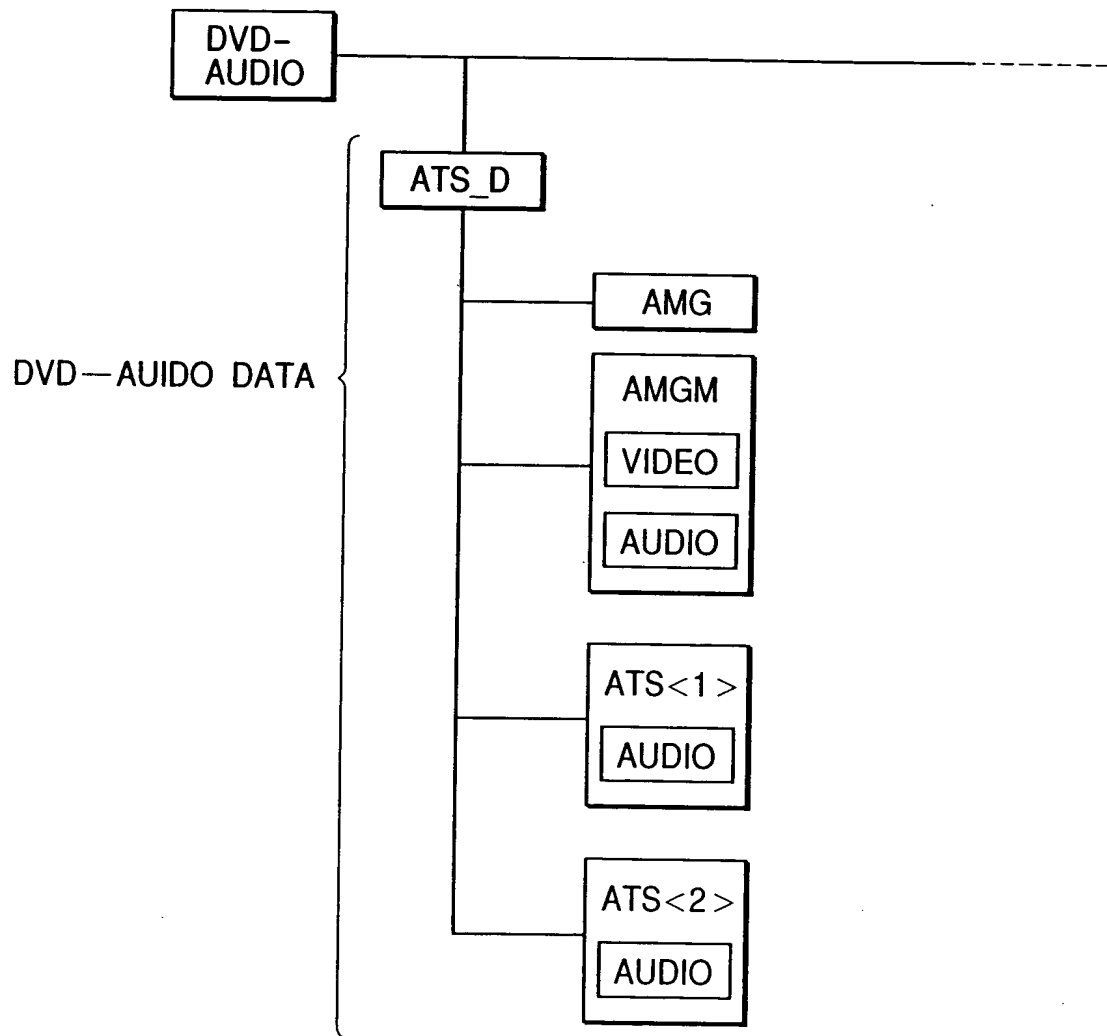 DVD-
AUDIO
ATS_D
AMG
DVD—AUIDO DATA
AMGM
VIDEO
AUDIO
ATS<1>
AUDIO
ATS<2>
AUDIO